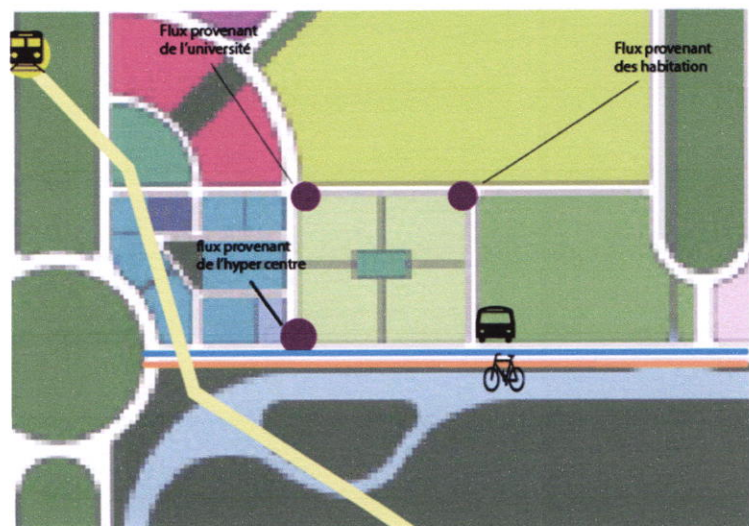 Flux provenant
de l'université
Flux provenant
des habitation
flux provenant
de l'hyper centre